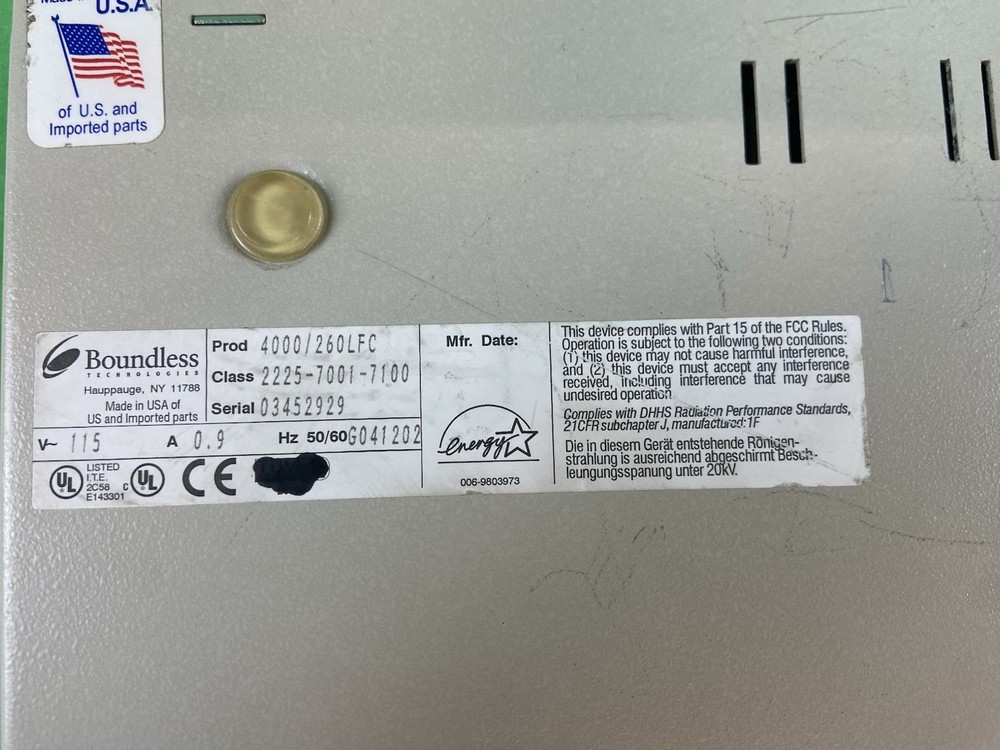 U.S.A.
of U.S. and
Imported parts
Boundless
TECHNOLOGIES
Hauppauge, NY 11788
Made in USA of
US and Imported parts
Prod 4000/260LFC
Class 2225-7001-7100
Serial 03452929
V~ 115 A 0.9 Hz 50/60 G041202
UL LISTED
I.T.E.
2C58
E143301
c UL
CE
Mfr. Date:
energy
006-9803973
This device complies with Part 15 of the FCC Rules.
Operation is subject to the following two conditions:
(1) this device may not cause harmful interference,
and (2) this device must accept any interference
received, including interference that may cause
undesired operation
Complies with DHHS Radiation Performance Standards,
21CFR subchapter J, manufactured:1F
Die in diesem Gerät entstehende Röntgen-
strahlung is ausreichend abgeschirmt Besch-
leunigungsspanung unter 20kV.